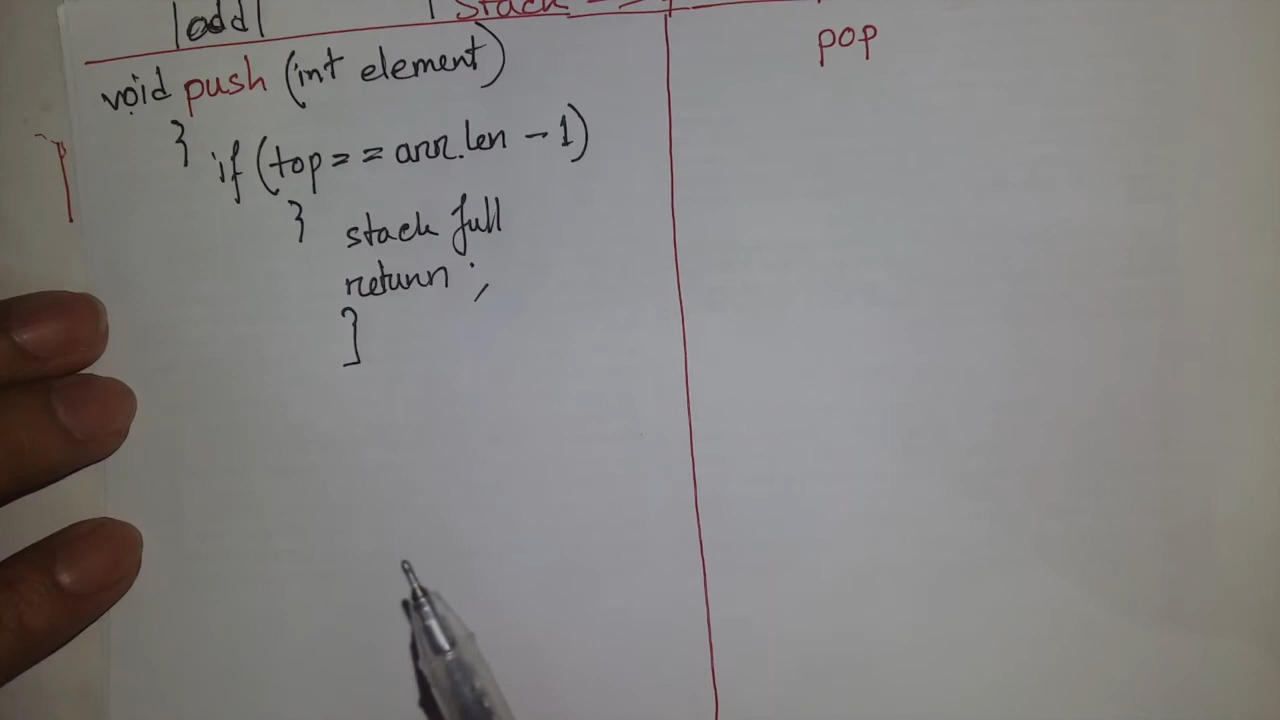 |add|
stack ->
void push (int element)
} if (top == arr.len - 1)
} stack full
return ;
}
pop